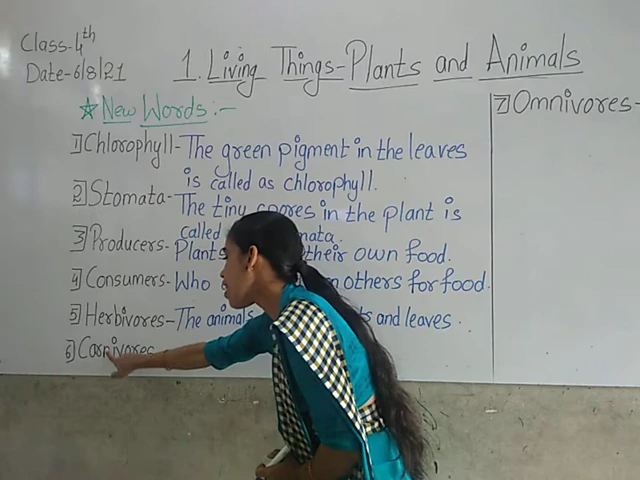 Class-4th
Date-6/8/21
1. Living Things-Plants and Animals
New Words:-
1] Chlorophyll-The green pigment in the leaves
is called as chlorophyll.
2] Stomata-The tiny spores in the plant is
called
3] Producers-Plants their own food.
4] Consumers-Who others for food.
5] Herbivores-The animals and leaves.
6] Carnivores
7] Omnivores-